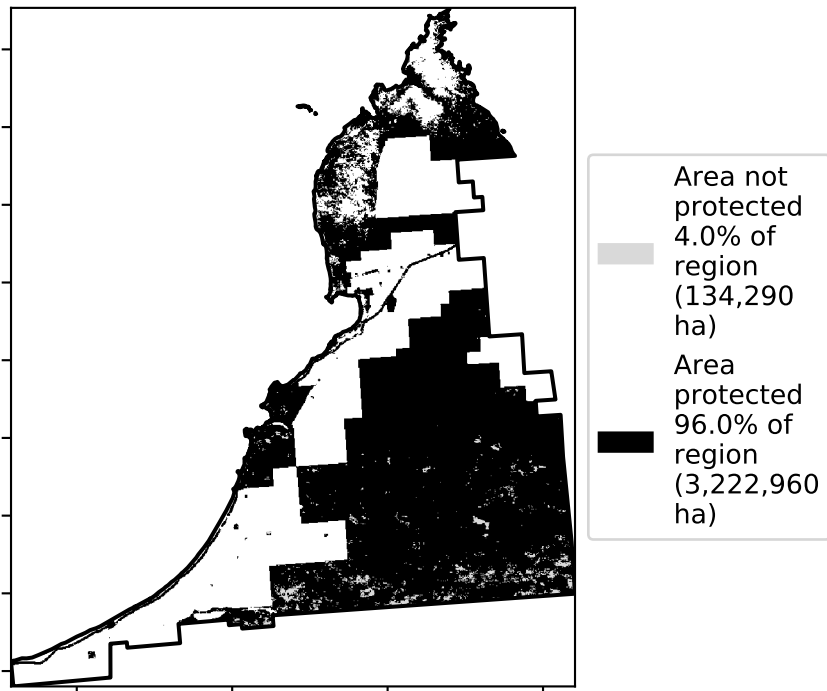 Area not
protected
4.0% of
region
(134,290
ha)
Area
protected
96.0% of
region
(3,222,960
ha)